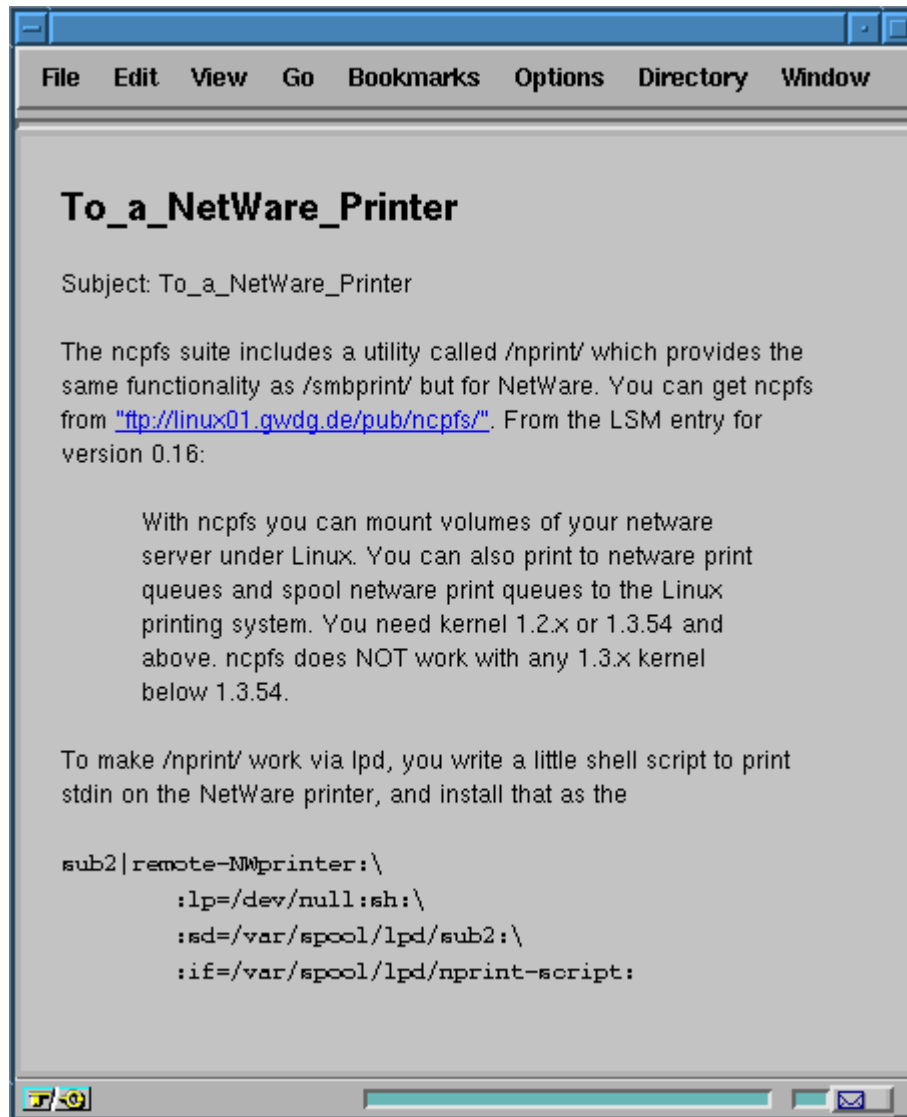 File Edit View Go Bookmarks Options Directory Window
To_a_NetWare_Printer
Subject: To_a_NetWare_Printer
The ncpfs suite includes a utility called /nprint/ which provides the
same functionality as /smbprint/ but for NetWare. You can get ncpfs
from "ftp://linux01.gwdg.de/pub/ncpfs/". From the LSM entry for
version 0.16:
With ncpfs you can mount volumes of your netware
server under Linux. You can also print to netware print
queues and spool netware print queues to the Linux
printing system. You need kernel 1.2.x or 1.3.54 and
above. ncpfs does NOT work with any 1.3.x kernel
below 1.3.54.
To make /nprint/ work via lpd, you write a little shell script to print
stdin on the NetWare printer, and install that as the
sub2|remote-NWprinter:\
:lp=/dev/null:sh:\
:sd=/var/spool/lpd/sub2:\
:if=/var/spool/lpd/nprint-script: